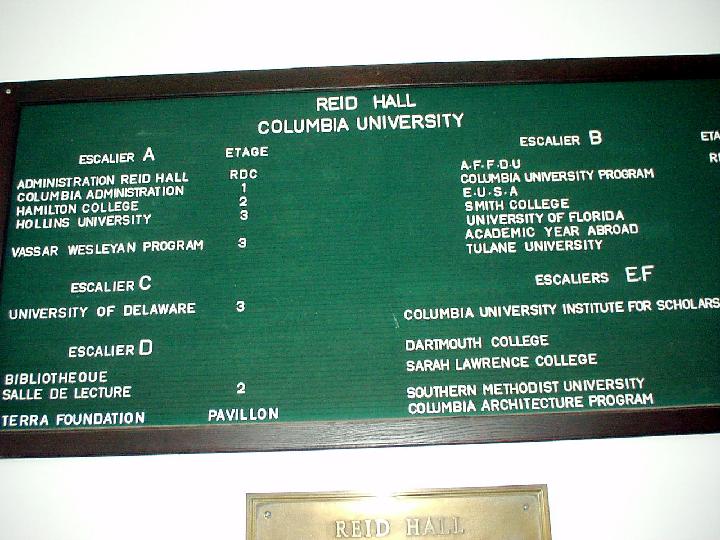 REID HALL
COLUMBIA UNIVERSITY
ESCALIER A ETAGE
ADMINISTRATION REID HALL RDC
COLUMBIA ADMINISTRATION 1
HAMILTON COLLEGE 2
HOLLINS UNIVERSITY 3
VASSAR WESLEYAN PROGRAM 3
ESCALIER C
UNIVERSITY OF DELAWARE 3
ESCALIER D
BIBLIOTHEQUE
SALLE DE LECTURE 2
TERRA FOUNDATION PAVILLON
ESCALIER B
A·F·F·D·U
COLUMBIA UNIVERSITY PROGRAM
E·U·S·A
SMITH COLLEGE
UNIVERSITY OF FLORIDA
ACADEMIC YEAR ABROAD
TULANE UNIVERSITY
ESCALIERS E.F
COLUMBIA UNIVERSITY INSTITUTE FOR SCHOLARS
DARTMOUTH COLLEGE
SARAH LAWRENCE COLLEGE
SOUTHERN METHODIST UNIVERSITY
COLUMBIA ARCHITECTURE PROGRAM
REID HALL